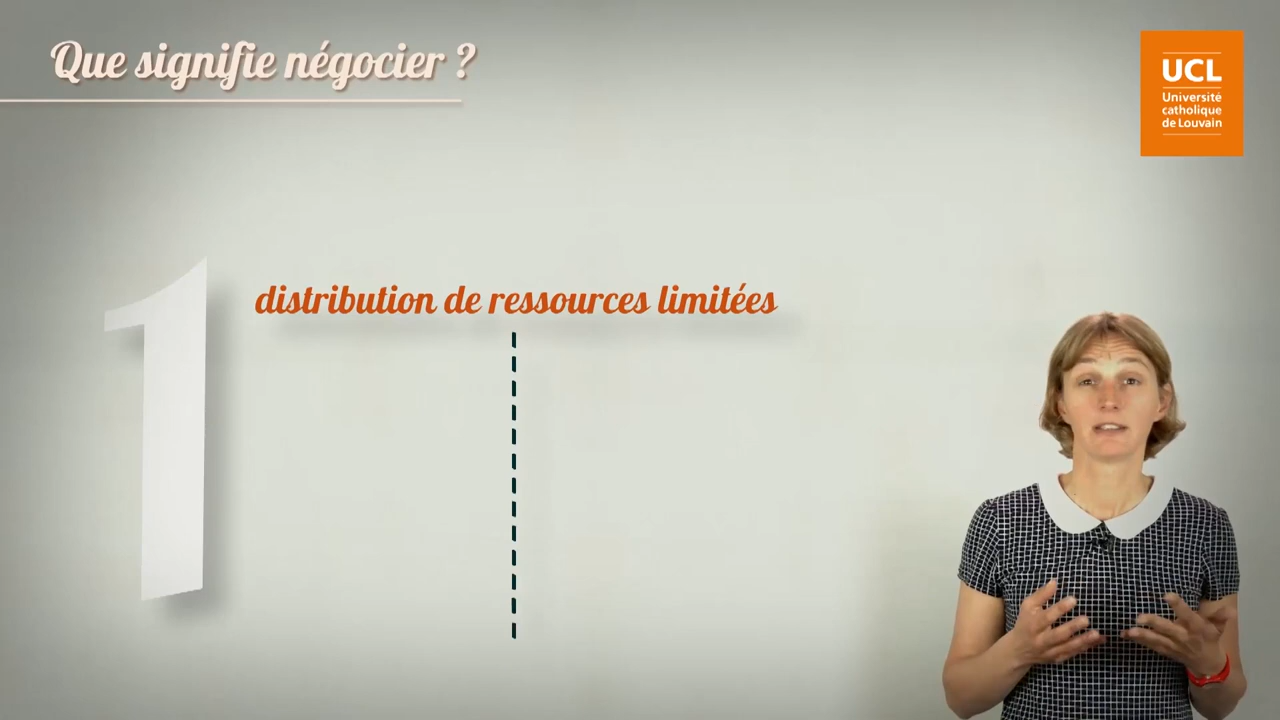 Que signifie négocier ?
UCL
Université
catholique
de Louvain
1
distribution de ressources limitées